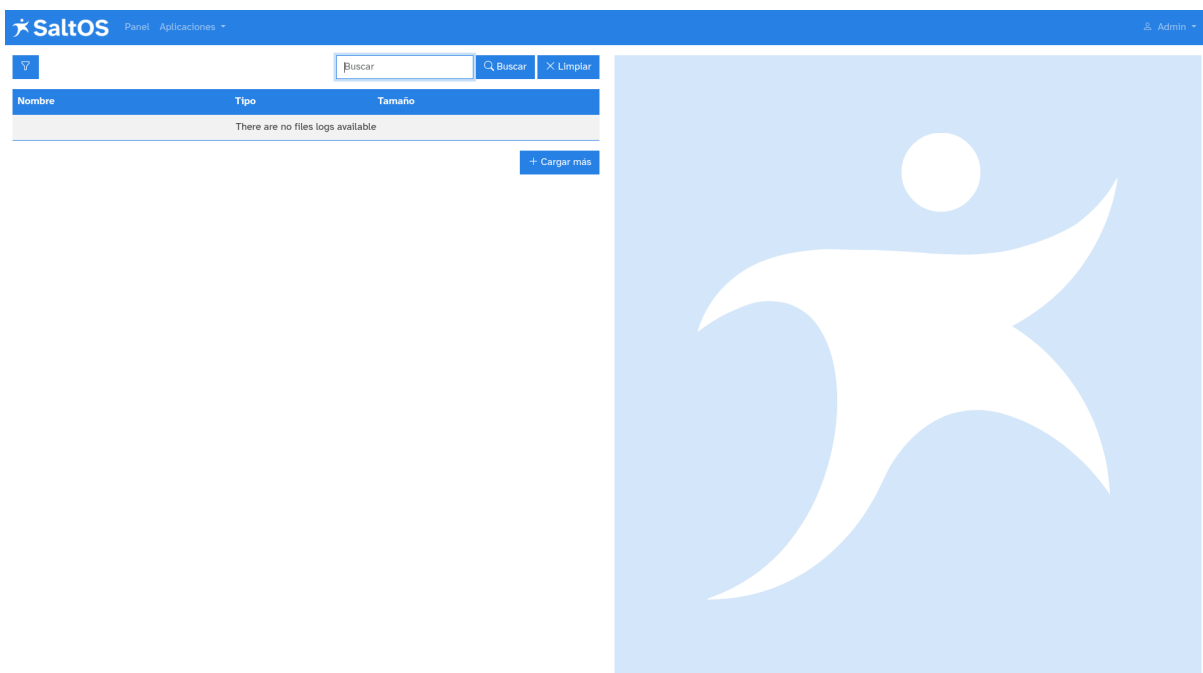 SaltOS Panel Aplicaciones Admin
Buscar Buscar Limpiar
Nombre Tipo Tamaño
There are no files logs available
+ Cargar más